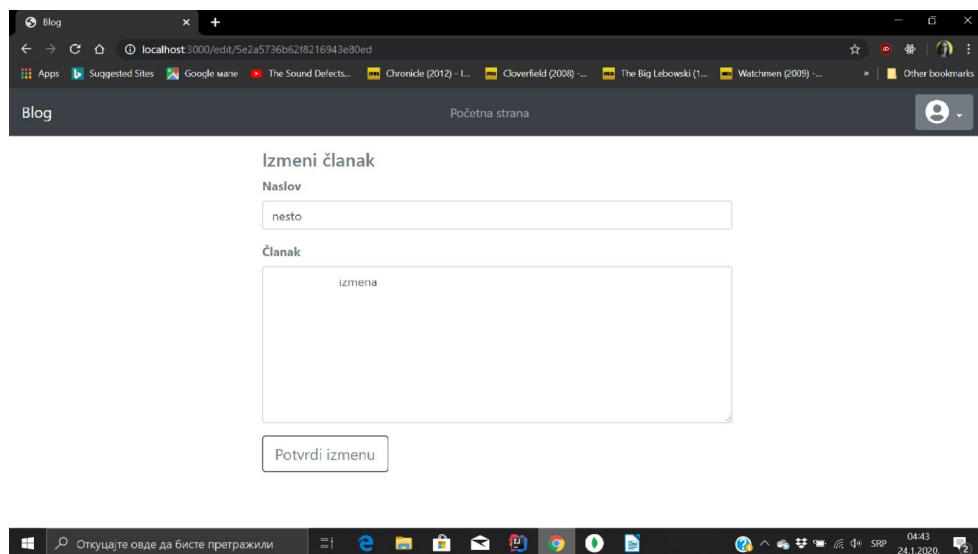 Blog
localhost:3000/edit/5e2a5736b62f8216943e80ed
Apps Suggested Sites Google мапе The Sound Defects... Chronicle (2012) - I... Cloverfield (2008) -... The Big Lebowski (1... Watchmen (2009) -... » Other bookmarks
Blog Početna strana
Izmeni članak
Naslov
nesto
Članak
izmena
Potvrdi izmenu
Откуцајте овде да бисте претражили SRP 04:43
24.1.2020.